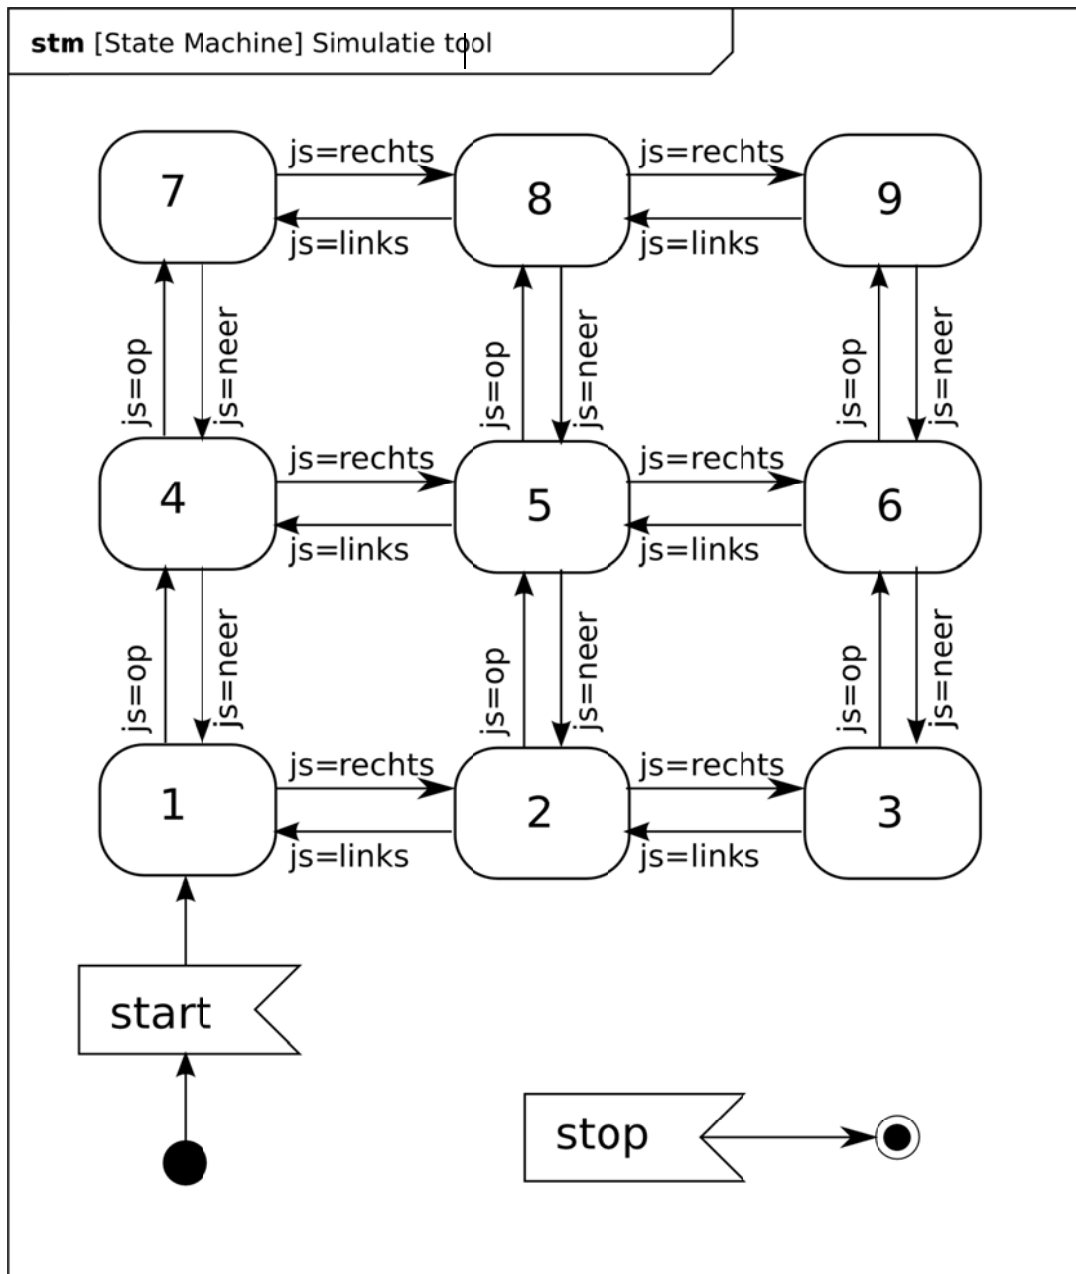 stm [State Machine] Simulatie tool
js=rechts
js=rechts
7
8
9
js=links
js=links
js=op
js=neer
js=op
js=neer
js=op
js=neer
js=rechts
js=rechts
4
5
6
js=links
js=links
js=op
js=neer
js=op
js=neer
js=op
js=neer
js=rechts
js=rechts
1
2
3
js=links
js=links
start
stop